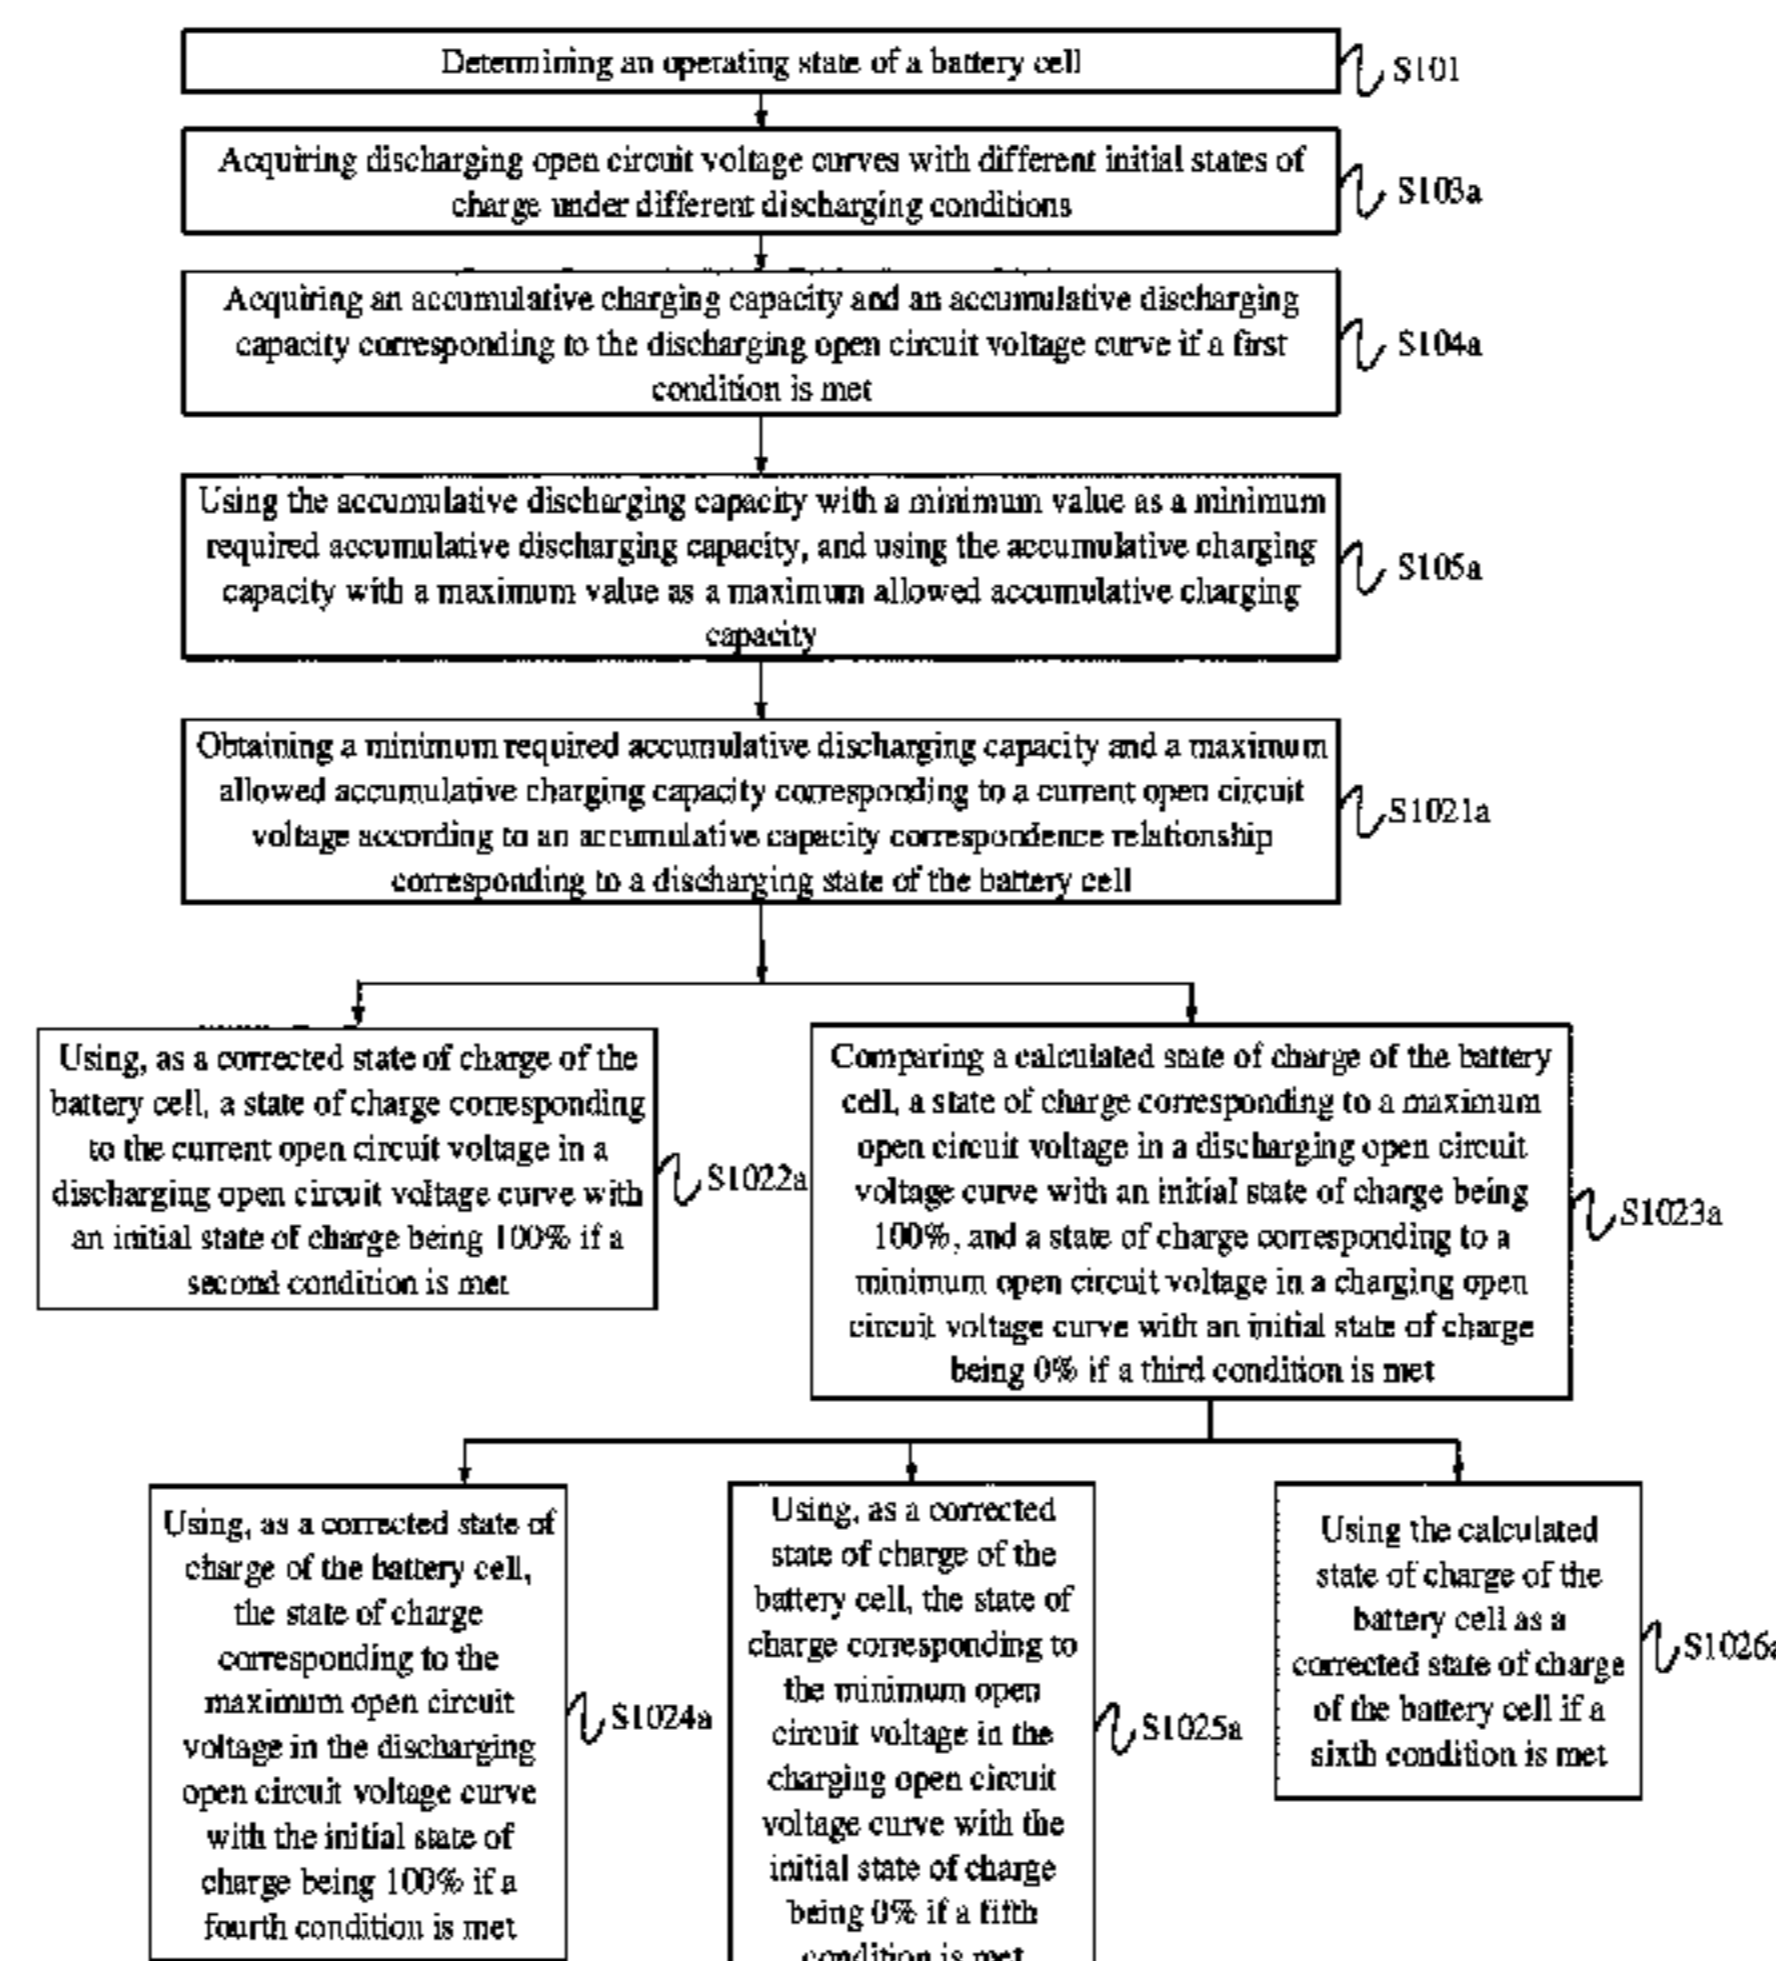 Determining an operating state of a battery cell
S101
Acquiring discharging open circuit voltage curves with different initial states of
charge under different discharging conditions
S103a
Acquiring an accumulative charging capacity and an accumulative discharging
capacity corresponding to the discharging open circuit voltage curve if a first
condition is met
S104a
Using the accumulative discharging capacity with a minimum value as a minimum
required accumulative discharging capacity, and using the accumulative charging
capacity with a maximum value as a maximum allowed accumulative charging
capacity
S105a
Obtaining a minimum required accumulative discharging capacity and a maximum
allowed accumulative charging capacity corresponding to a current open circuit
voltage according to an accumulative capacity correspondence relationship
corresponding to a discharging state of the battery cell
S1021a
Using, as a corrected state of charge of the
battery cell, a state of charge corresponding
to the current open circuit voltage in a
discharging open circuit voltage curve with
an initial state of charge being 100% if a
second condition is met
S1022a
Comparing a calculated state of charge of the battery
cell, a state of charge corresponding to a maximum
open circuit voltage in a discharging open circuit
voltage curve with an initial state of charge being
100%, and a state of charge corresponding to a
minimum open circuit voltage in a charging open
circuit voltage curve with an initial state of charge
being 0% if a third condition is met
S1023a
Using, as a corrected state of
charge of the battery cell,
the state of charge
corresponding to the
maximum open circuit
voltage in the discharging
open circuit voltage curve
with the initial state of
charge being 100% if a
fourth condition is met
S1024a
Using, as a corrected
state of charge of the
battery cell, the state of
charge corresponding to
the minimum open
circuit voltage in the
charging open circuit
voltage curve with the
initial state of charge
being 0% if a fifth
condition is met
S1025a
Using the calculated
state of charge of the
battery cell as a
corrected state of charge
of the battery cell if a
sixth condition is met
S1026a